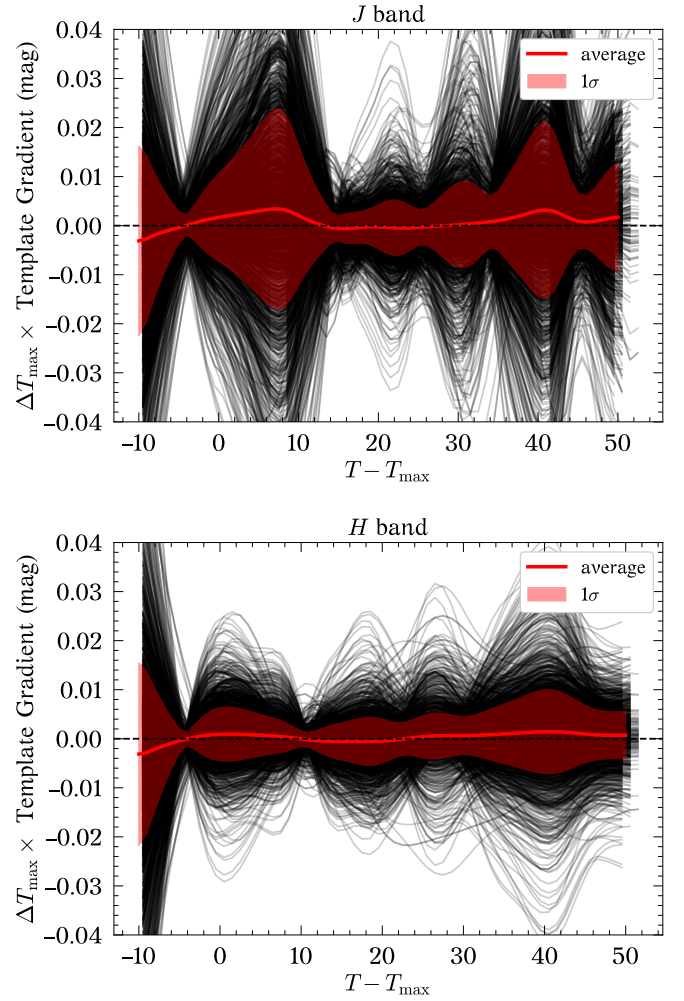 J band
ΔT_max × Template Gradient (mag)
0.04
0.03
0.02
0.01
0.00
−0.01
−0.02
−0.03
−0.04
average
1σ
−10 0 10 20 30 40 50
T − T_max
H band
ΔT_max × Template Gradient (mag)
0.04
0.03
0.02
0.01
0.00
−0.01
−0.02
−0.03
−0.04
average
1σ
−10 0 10 20 30 40 50
T − T_max